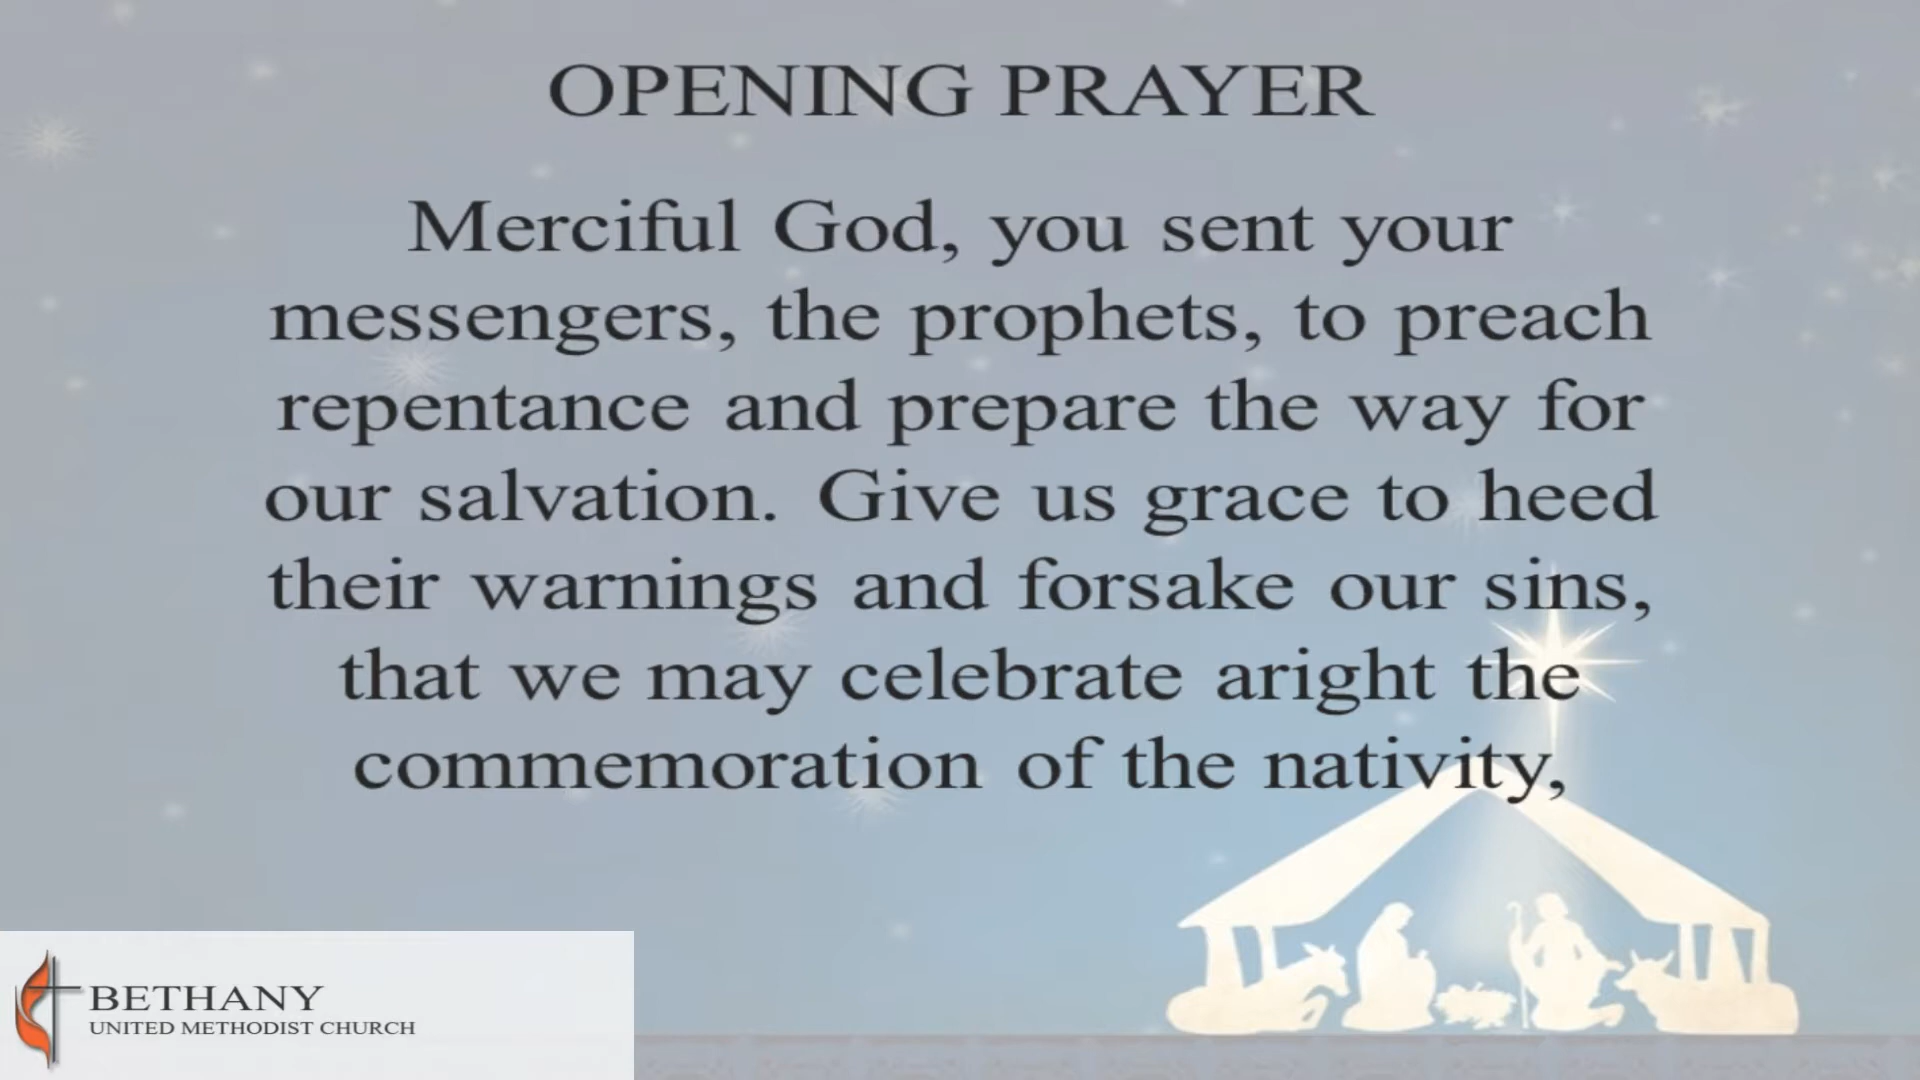 OPENING PRAYER
Merciful God, you sent your
messengers, the prophets, to preach
repentance and prepare the way for
our salvation. Give us grace to heed
their warnings and forsake our sins,
that we may celebrate aright the
commemoration of the nativity,
BETHANY
UNITED METHODIST CHURCH